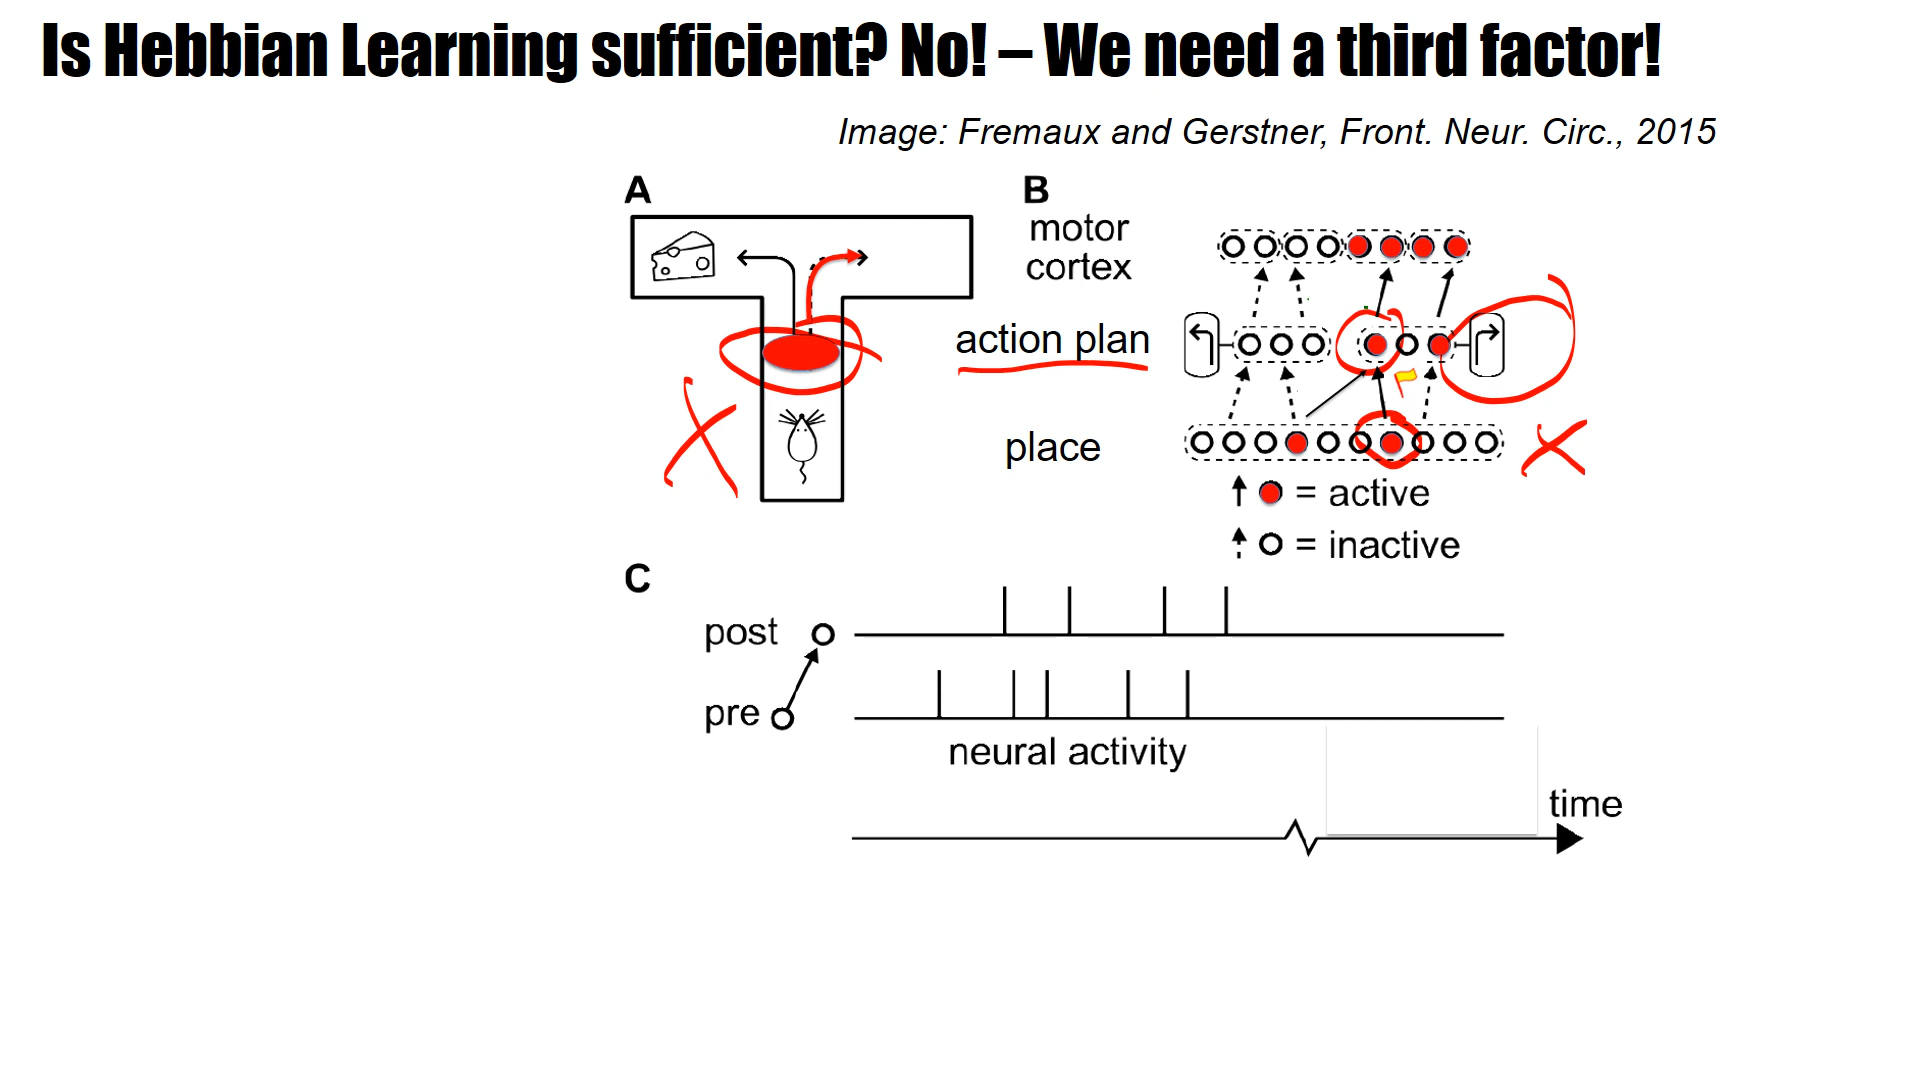 Is Hebbian Learning sufficient? No! – We need a third factor!
Image: Fremaux and Gerstner, Front. Neur. Circ., 2015
A
B
motor
cortex
action plan
place
= active
= inactive
C
post
pre
neural activity
time